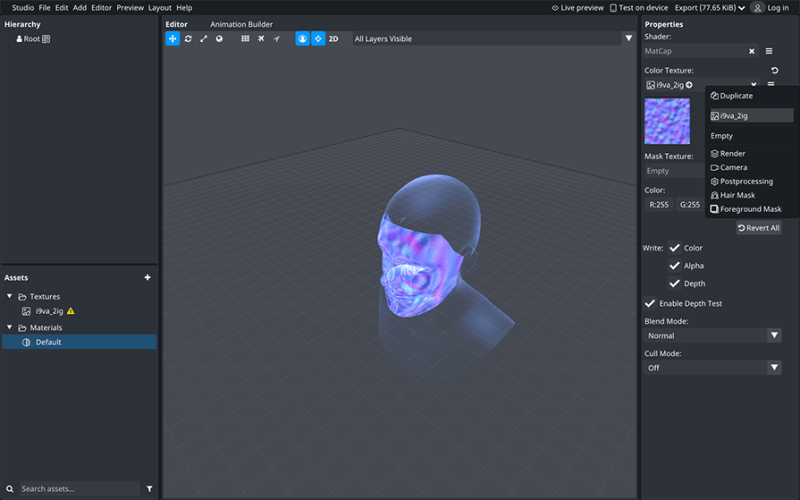 Studio File Edit Add Editor Preview Layout Help
Live preview Test on device Export (77.65 KiB) Log in
Hierarchy
Root
Assets
Textures
i9va_2ig
Materials
Default
Search assets...
Editor Animation Builder
2D All Layers Visible
Properties
Shader:
MatCap
Color Texture:
i9va_2ig
Duplicate
i9va_2ig
Empty
Render
Camera
Postprocessing
Hair Mask
Foreground Mask
Mask Texture:
Empty
Color:
R:255 G:255
Revert All
Write: Color
Alpha
Depth
Enable Depth Test
Blend Mode:
Normal
Cull Mode:
Off